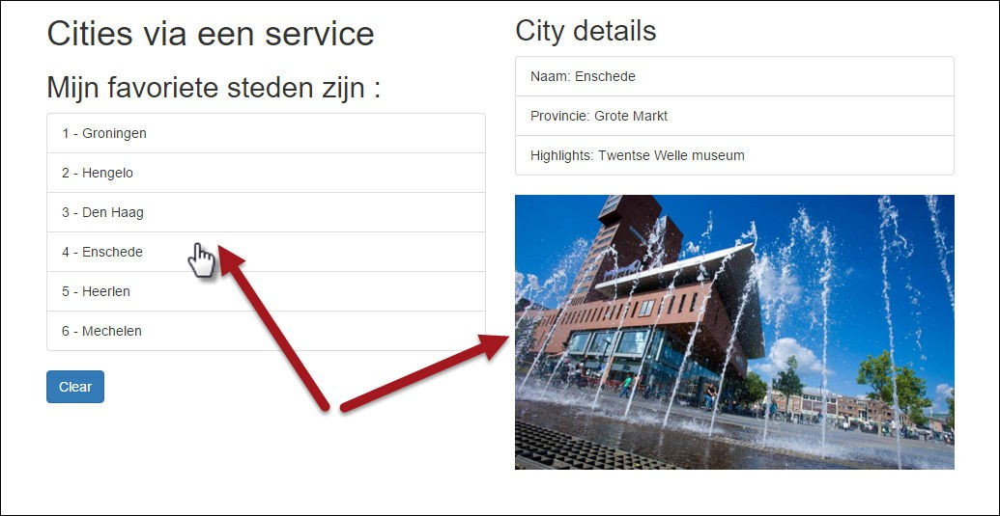 Cities via een service
Mijn favoriete steden zijn :
1 - Groningen
2 - Hengelo
3 - Den Haag
4 - Enschede
5 - Heerlen
6 - Mechelen
Clear
City details
Naam: Enschede
Provincie: Grote Markt
Highlights: Twentse Welle museum